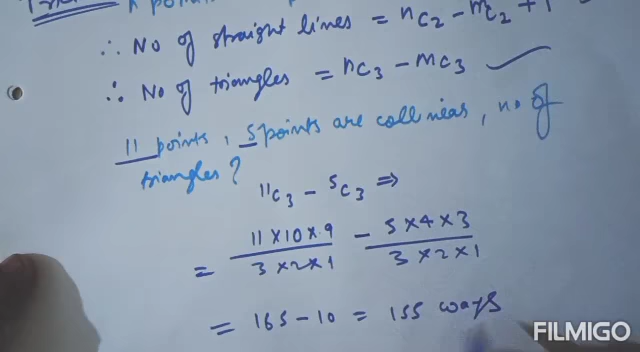 ∴ No of straight lines = nC₂ - mC₂ + 1
∴ No of triangles = nC₃ - mC₃
11 points, 5 points are collinear, no of
triangles?
¹¹C₃ - ⁵C₃ ⇒
= 11×10×9 / 3×2×1 - 5×4×3 / 3×2×1
= 165 - 10 = 155 ways
FILMIGO